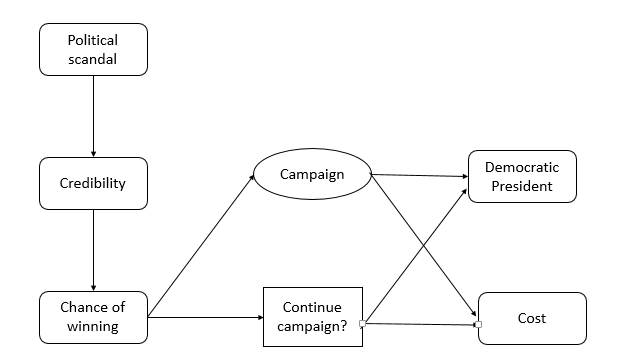 Political
scandal
Credibility
Campaign
Democratic
President
Chance of
winning
Continue
campaign?
Cost